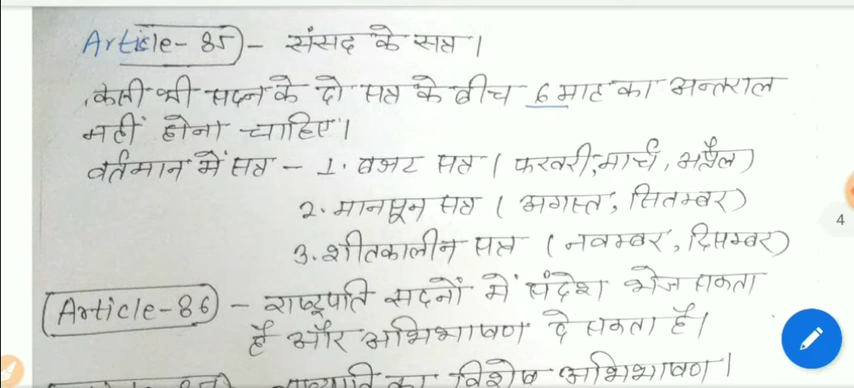 Article-85 - संसद के सत्र।
किसी भी सदन के दो सत्र के बीच 6 माह का अन्तराल
नहीं होना चाहिए।
वर्तमान में सत्र - 1. बजट सत्र (फरवरी, मार्च, अप्रैल)
2. मानसून सत्र (अगस्त, सितम्बर)
3. शीतकालीन सत्र (नवम्बर, दिसम्बर)
4
Article-86 - राष्ट्रपति सदनों में संदेश भेज सकता
है और अभिभाषण दे सकता है।
का विशेष अभिभाषण।